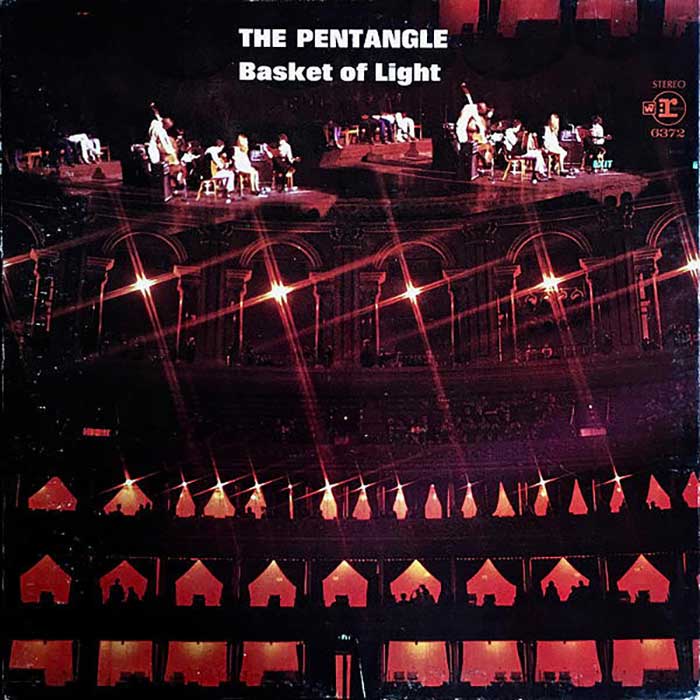 THE PENTANGLE
Basket of Light
STEREO
W r
6372
EXIT